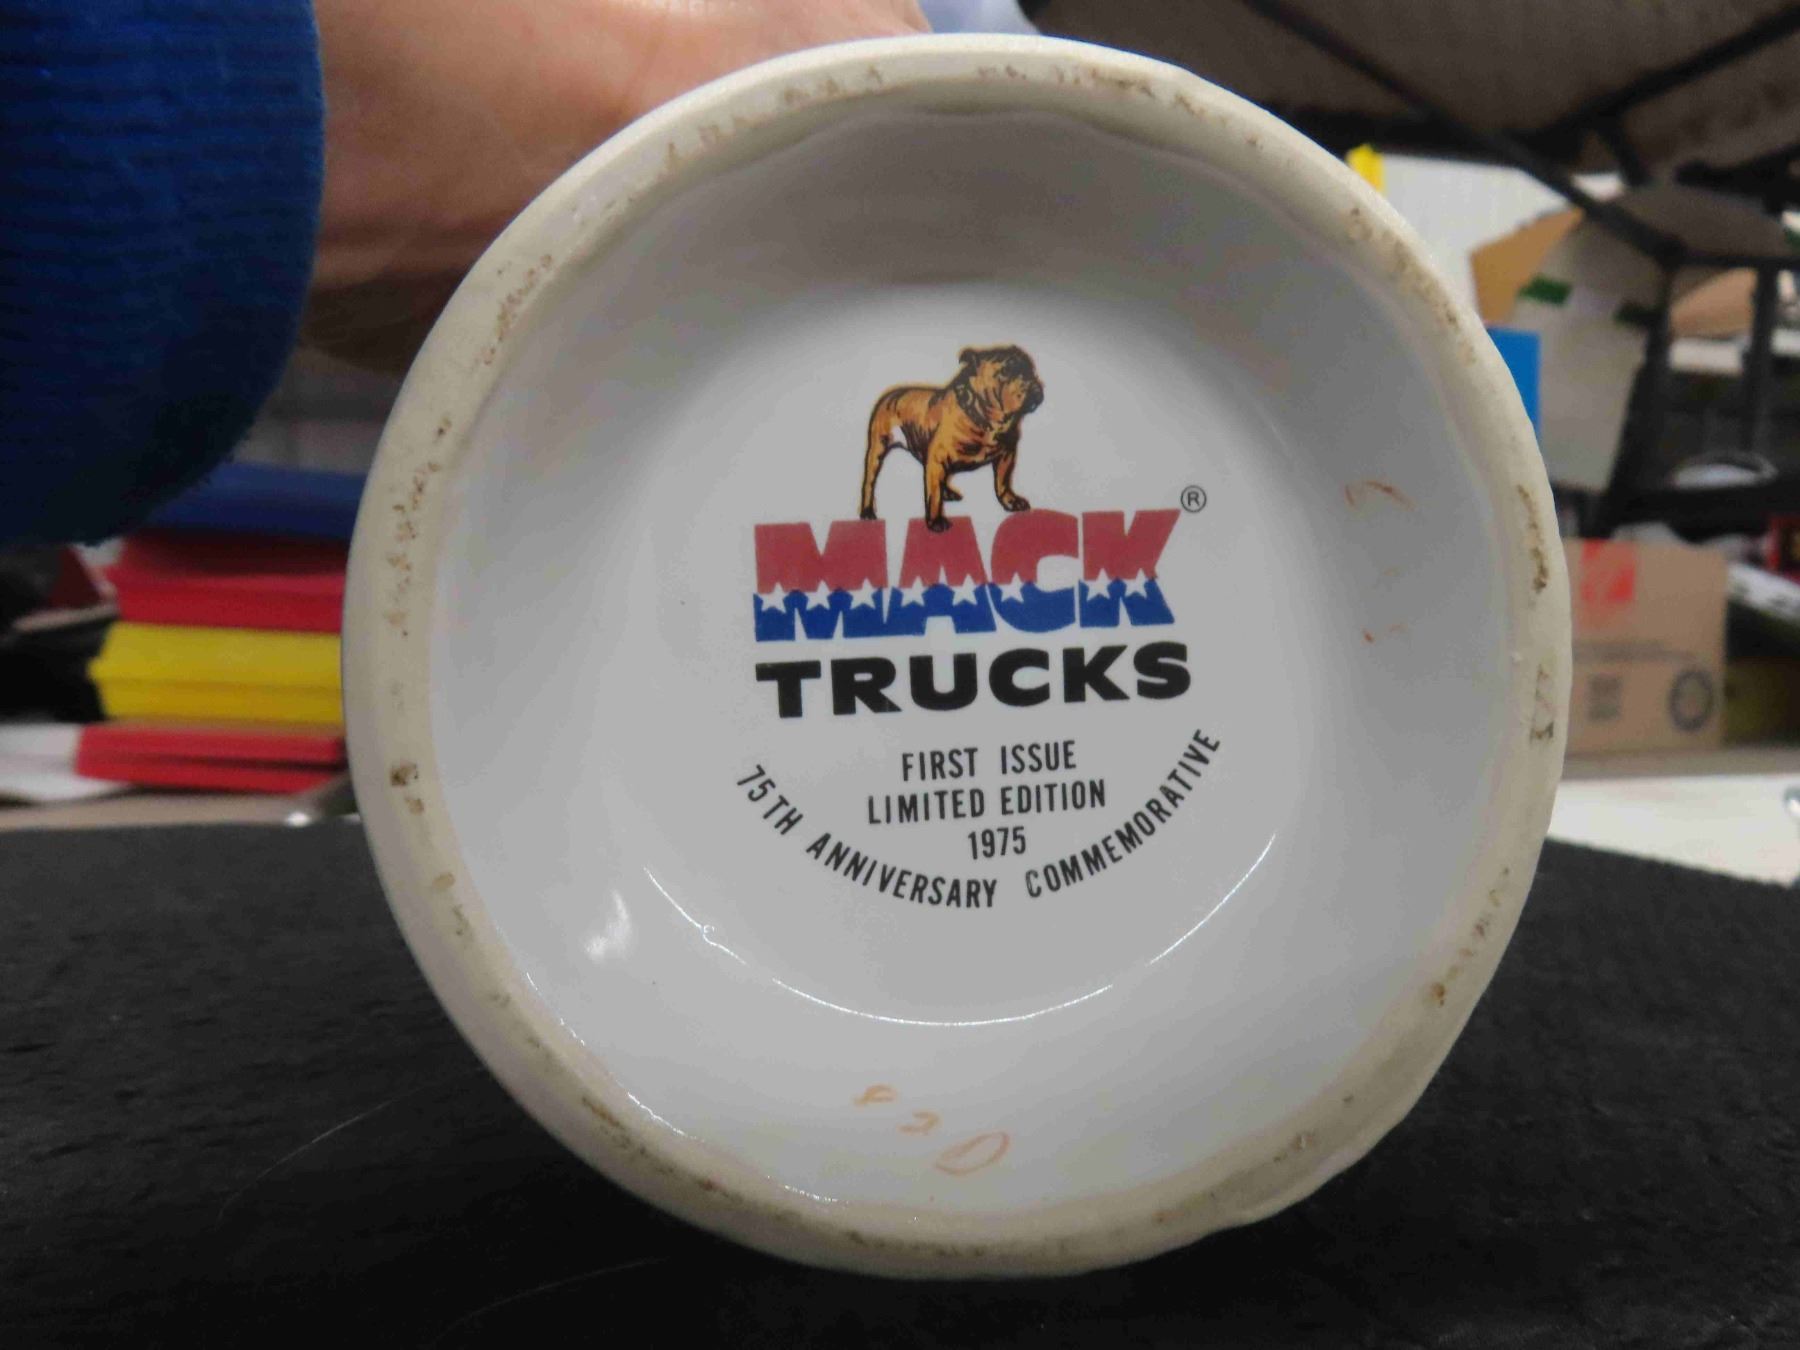 MACK®
TRUCKS
FIRST ISSUE
LIMITED EDITION
1975
75TH ANNIVERSARY COMMEMORATIVE